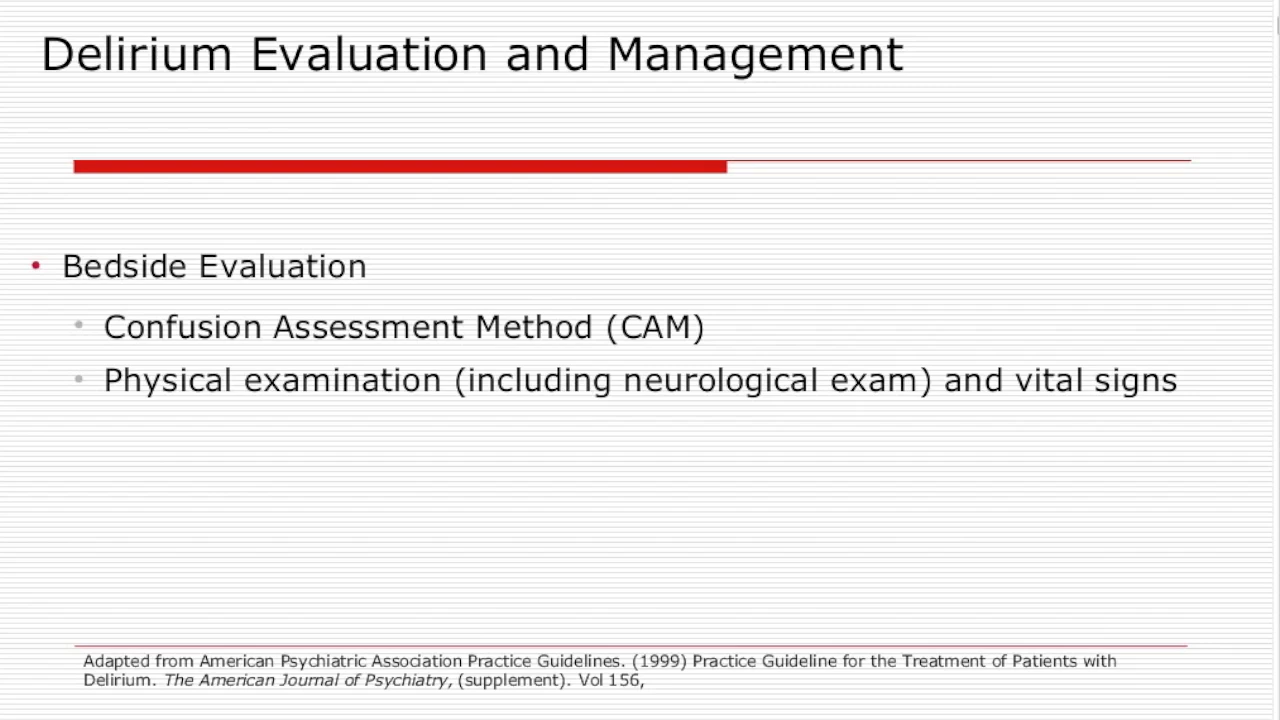 Delirium Evaluation and Management
• Bedside Evaluation
• Confusion Assessment Method (CAM)
• Physical examination (including neurological exam) and vital signs
Adapted from American Psychiatric Association Practice Guidelines. (1999) Practice Guideline for the Treatment of Patients with
Delirium. The American Journal of Psychiatry, (supplement). Vol 156,